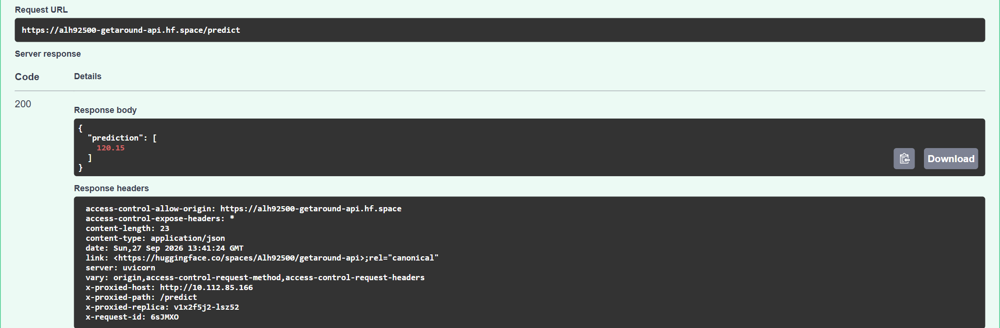 Request URL
https://alh92500-getaround-api.hf.space/predict
Server response
Code Details
200
Response body
{
  "prediction": [
    120.15
  ]
}
Download
Response headers
access-control-allow-origin: https://alh92500-getaround-api.hf.space
access-control-expose-headers: *
content-length: 23
content-type: application/json
date: Sun,27 Sep 2026 13:41:24 GMT
link: <https://huggingface.co/spaces/Alh92500/getaround-api>;rel="canonical"
server: uvicorn
vary: origin,access-control-request-method,access-control-request-headers
x-proxied-host: http://10.112.85.166
x-proxied-path: /predict
x-proxied-replica: v1x2f5j2-lsz52
x-request-id: 6sJMXO